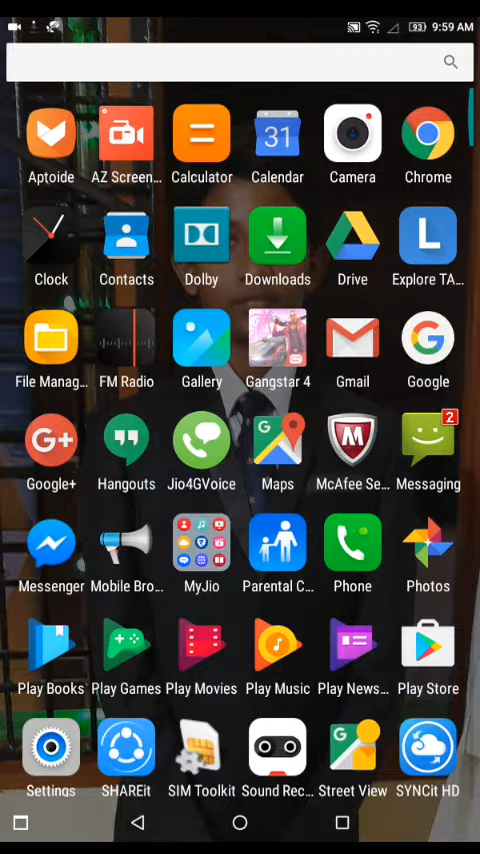 93 9:59 AM
Aptoide AZ Screen... Calculator Calendar Camera Chrome
31
Clock Contacts Dolby Downloads Drive Explore TA...
L
File Manag... FM Radio Gallery Gangstar 4 Gmail Google
G
G+ G M 2
Google+ Hangouts Jio4GVoice Maps McAfee Se... Messaging
Messenger Mobile Bro... MyJio Parental C... Phone Photos
Play Books Play Games Play Movies Play Music Play News... Play Store
G
Settings SHAREit SIM Toolkit Sound Rec... Street View SYNCit HD